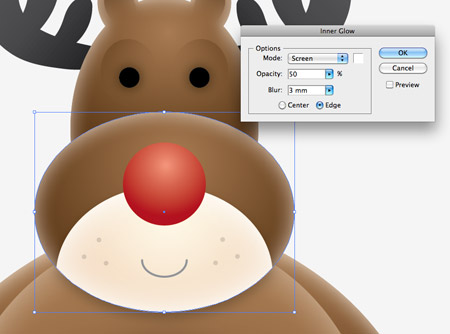 Inner Glow
Options
Mode: Screen
Opacity: 50 %
Blur: 3 mm
Center Edge
OK
Cancel
Preview